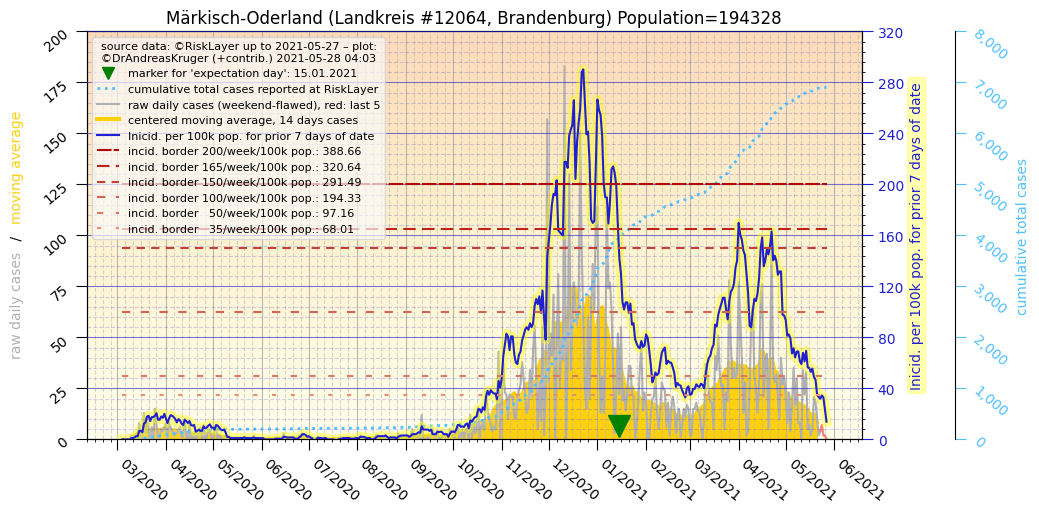 Märkisch-Oderland (Landkreis #12064, Brandenburg) Population=194328
source data: ©RiskLayer up to 2021-05-27 – plot:
©DrAndreasKruger (+contrib.) 2021-05-28 04:03
marker for 'expectation day': 15.01.2021
cumulative total cases reported at RiskLayer
raw daily cases (weekend-flawed), red: last 5
centered moving average, 14 days cases
Inicid. per 100k pop. for prior 7 days of date
incid. border 200/week/100k pop.: 388.66
incid. border 165/week/100k pop.: 320.64
incid. border 150/week/100k pop.: 291.49
incid. border 100/week/100k pop.: 194.33
incid. border   50/week/100k pop.: 97.16
incid. border   35/week/100k pop.: 68.01
raw daily cases / moving average
200
175
150
125
100
75
50
25
0
03/2020
04/2020
05/2020
06/2020
07/2020
08/2020
09/2020
10/2020
11/2020
12/2020
01/2021
02/2021
03/2021
04/2021
05/2021
06/2021
320
280
240
200
160
120
80
40
0
Inicid. per 100k pop. for prior 7 days of date
8,000
7,000
6,000
5,000
4,000
3,000
2,000
1,000
0
cumulative total cases